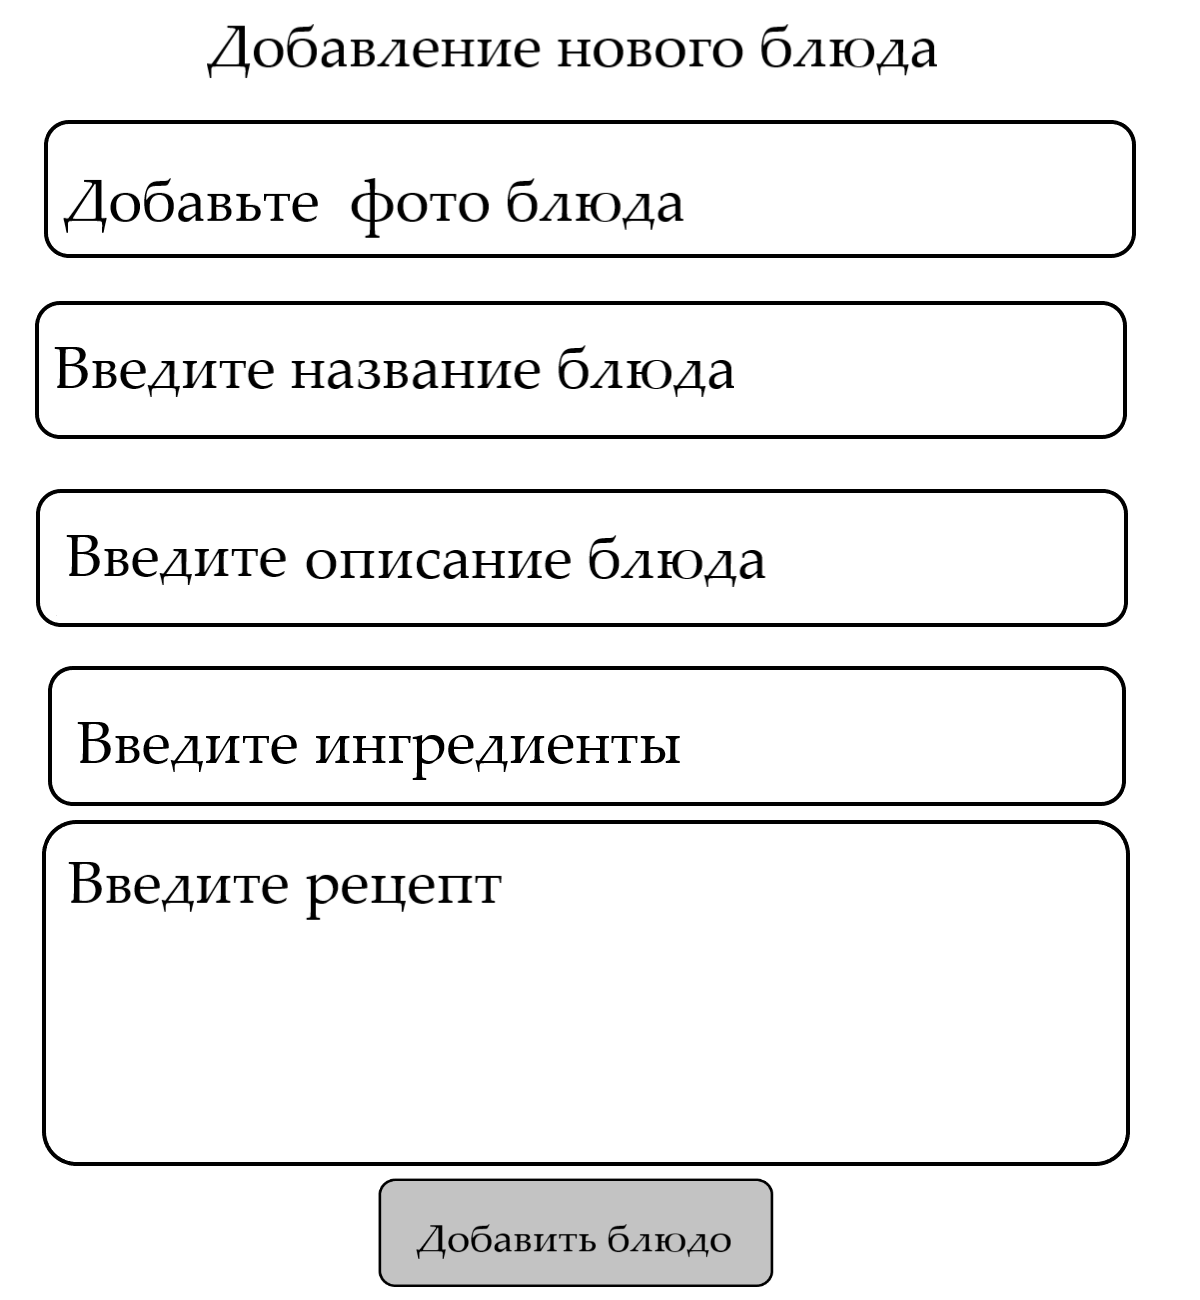 Добавление нового блюда
Добавьте фото блюда
Введите название блюда
Введите описание блюда
Введите ингредиенты
Введите рецепт
Добавить блюдо